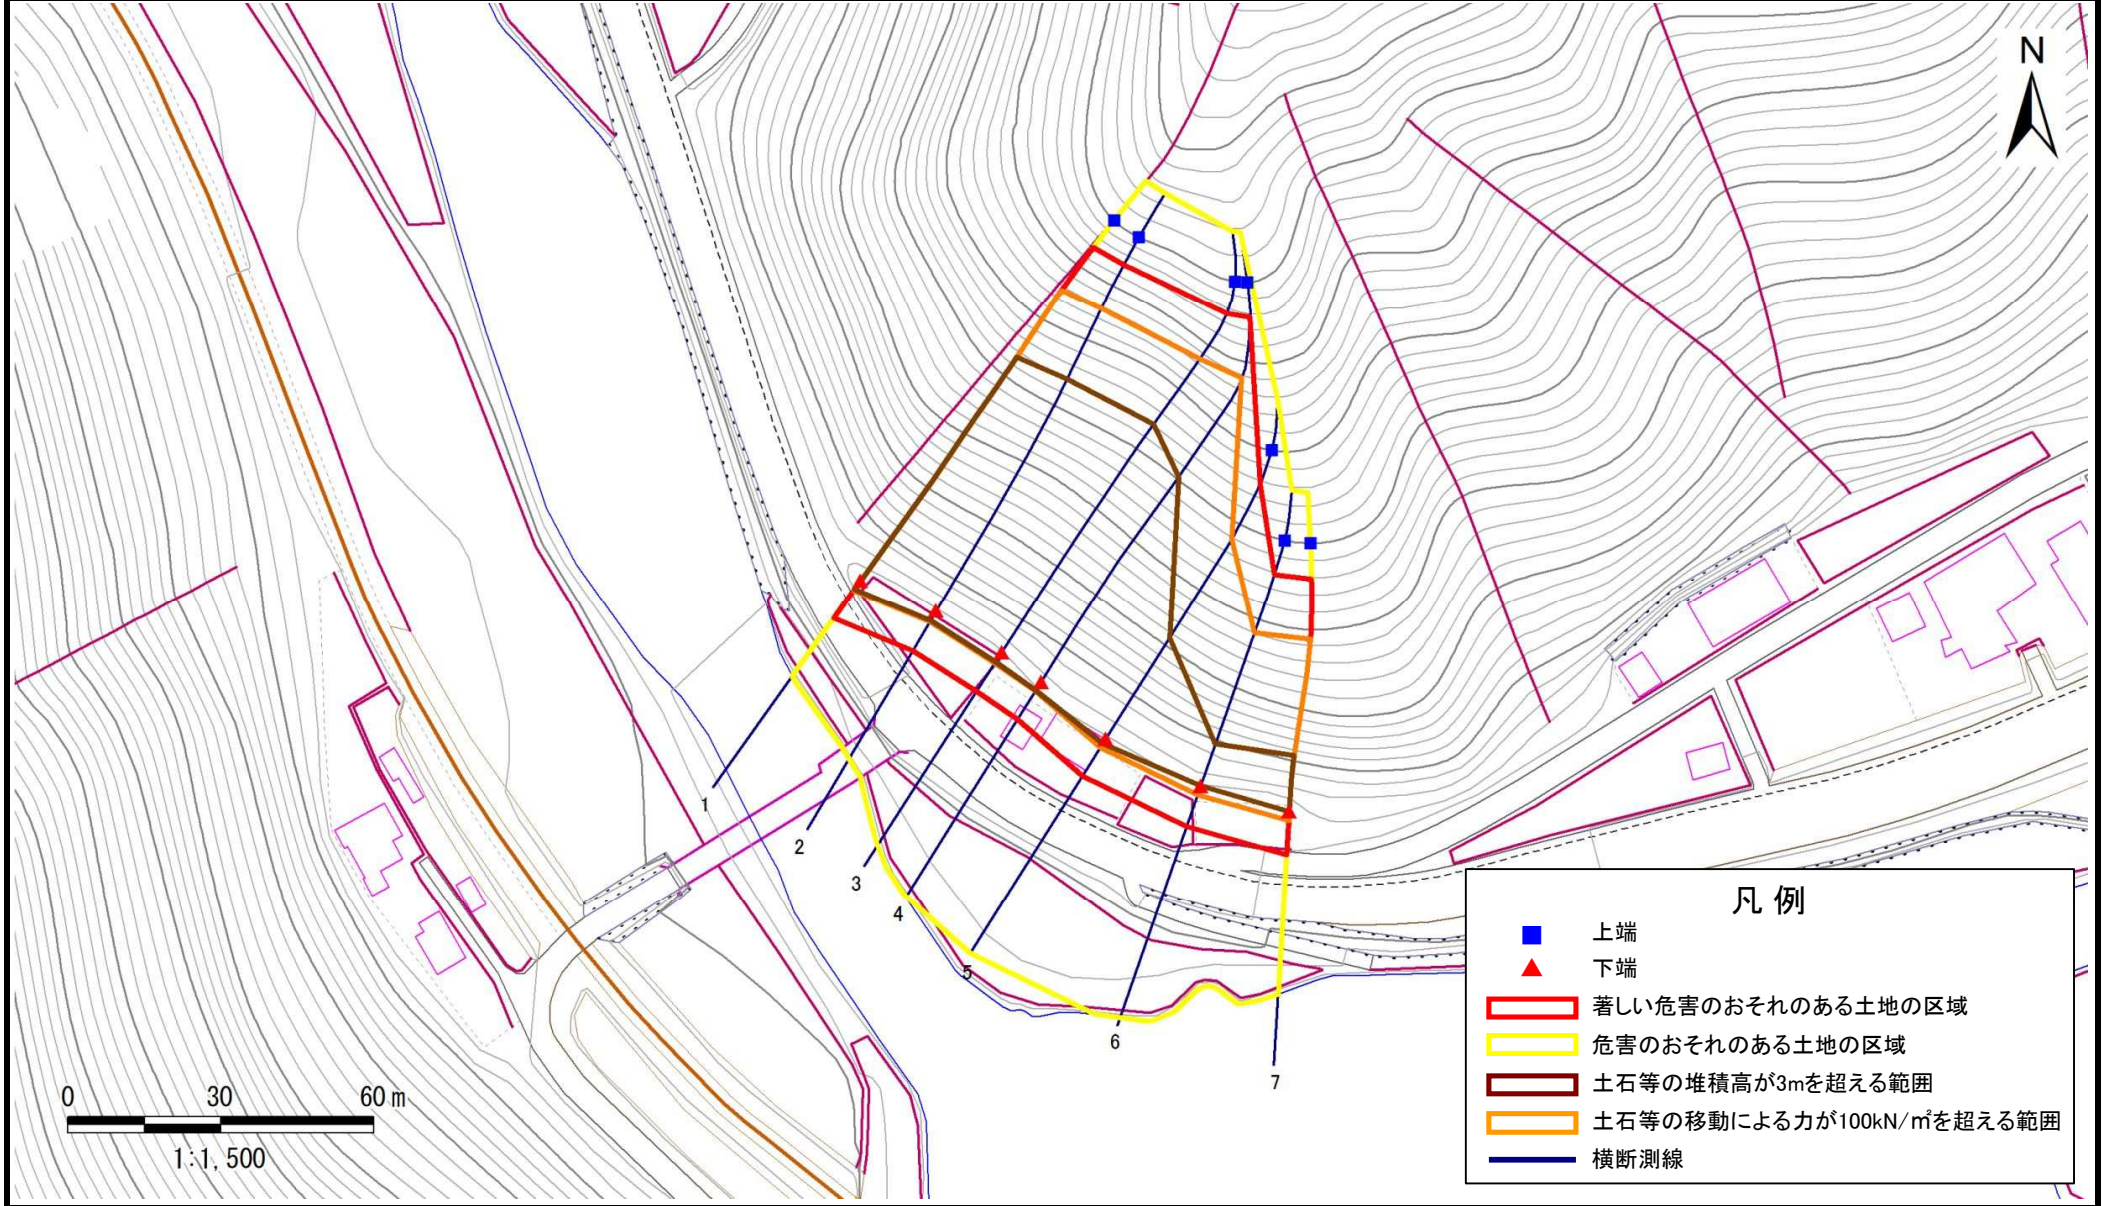 N
1
2
3
4
5
6
7
0 30 60 m
1:1,500
凡 例
上端
下端
著しい危害のおそれのある土地の区域
危害のおそれのある土地の区域
土石等の堆積高が3mを超える範囲
土石等の移動による力が100kN/㎡を超える範囲
横断測線